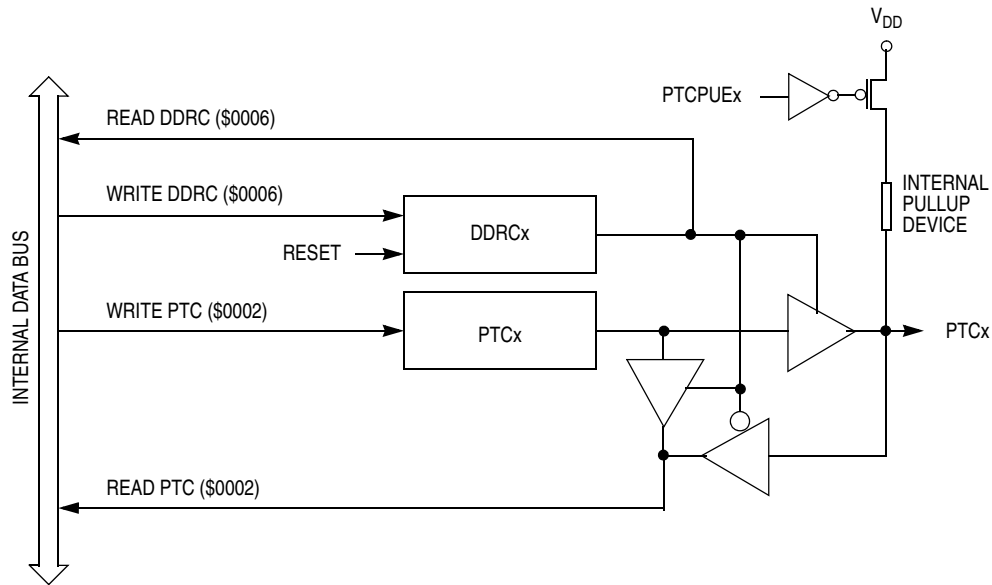 VDD
PTCPUEx
READ DDRC ($0006)
WRITE DDRC ($0006)
INTERNAL
PULLUP
DEVICE
DDRCx
RESET
WRITE PTC ($0002)
PTCx
PTCx
INTERNAL DATA BUS
READ PTC ($0002)